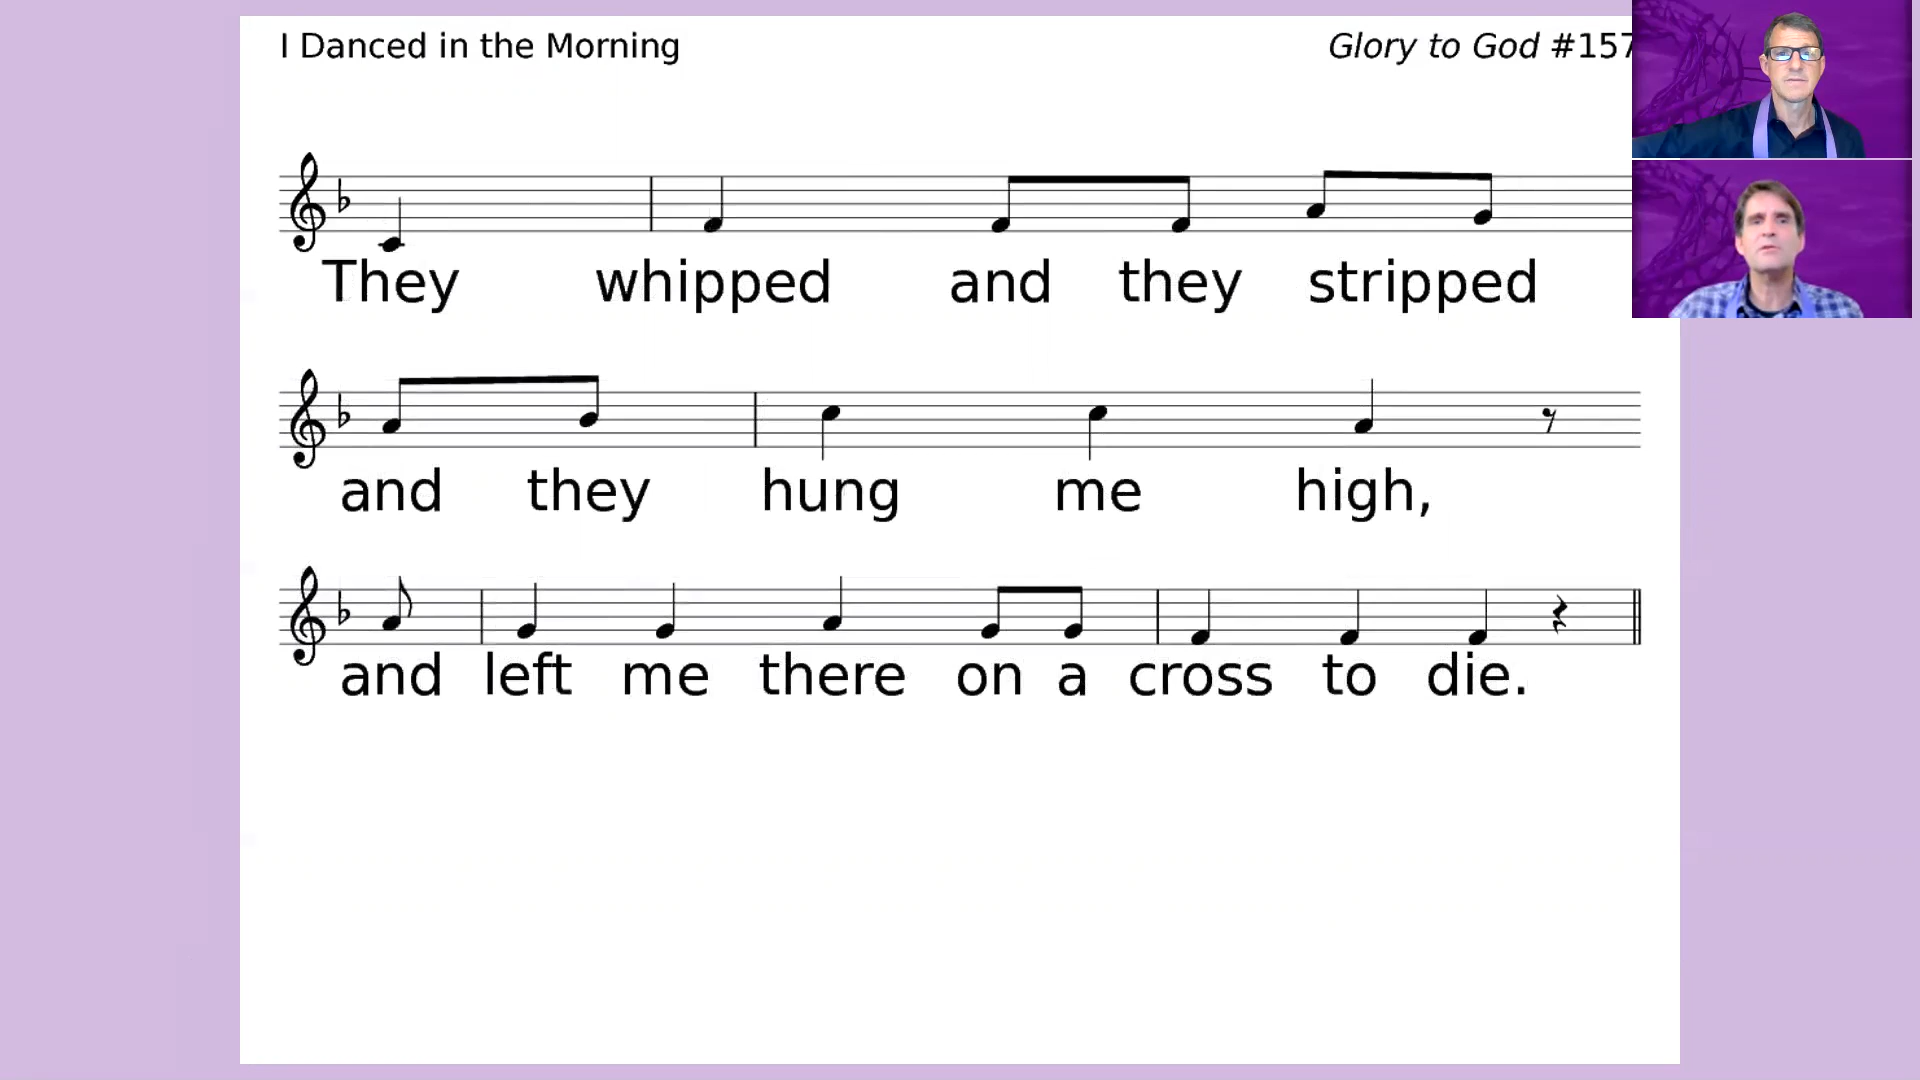 I Danced in the Morning
Glory to God #157
They whipped and they stripped
and they hung me high,
and left me there on a cross to die.